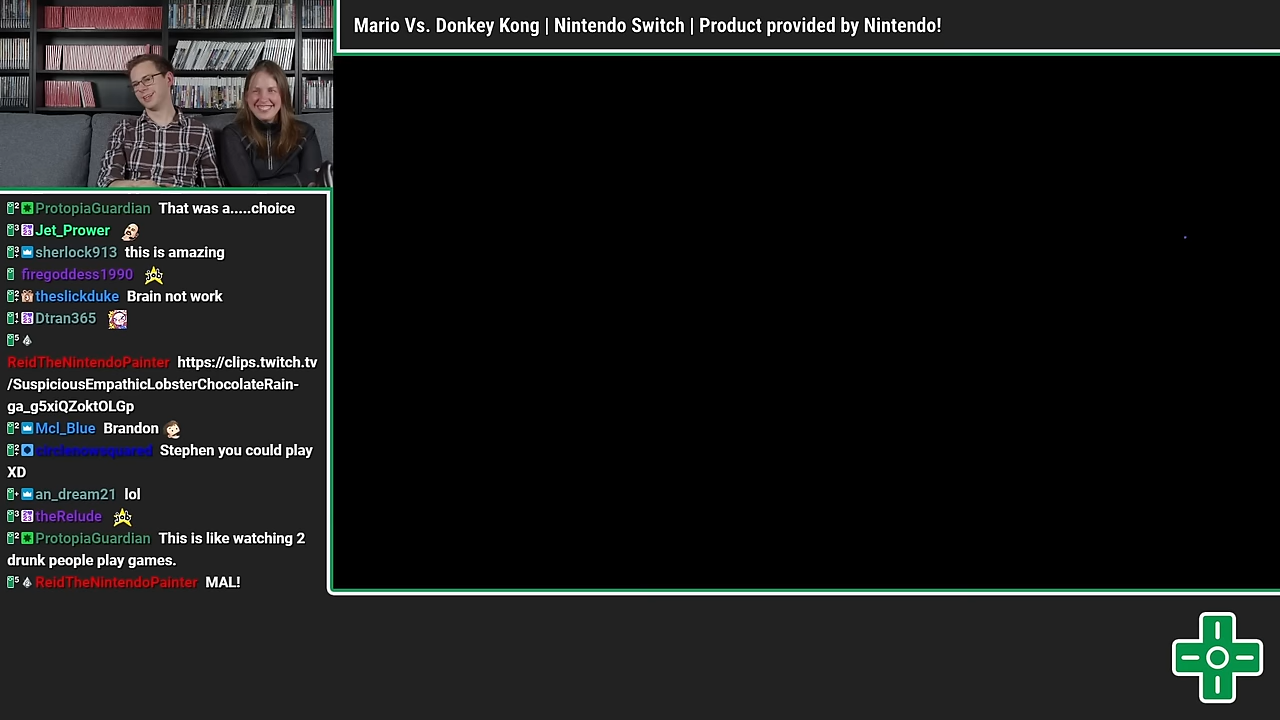 Mario Vs. Donkey Kong | Nintendo Switch | Product provided by Nintendo!
ProtopiaGuardian That was a.....choice
Jet_Prower
sherlock913 this is amazing
firegoddess1990
theslickduke Brain not work
Dtran365
ReidTheNintendoPainter https://clips.twitch.tv
/SuspiciousEmpathicLobsterChocolateRain-
ga_g5xiQZoktOLGp
Mcl_Blue Brandon
circlenowsquared Stephen you could play
XD
an_dream21 lol
theRelude
ProtopiaGuardian This is like watching 2
drunk people play games.
ReidTheNintendoPainter MAL!